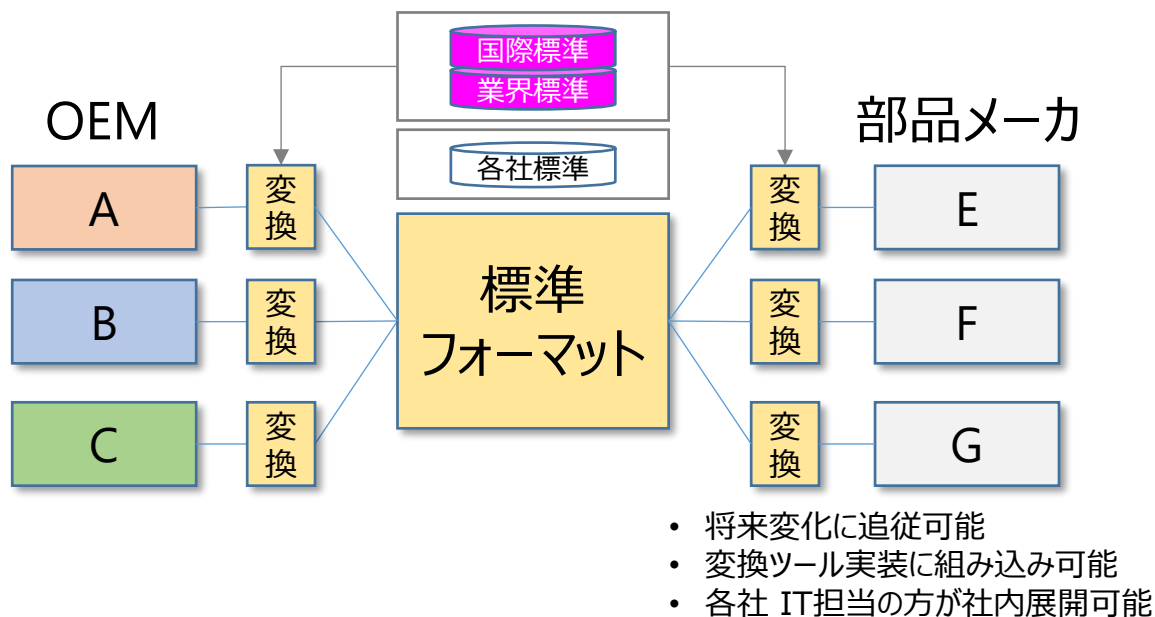 国際標準
業界標準
OEM
部品メーカ
各社標準
A
変
換
変
換
E
標準
フォーマット
B
変
換
変
換
F
C
変
換
変
換
G
• 将来変化に追従可能
• 変換ツール実装に組み込み可能
• 各社 IT担当の方が社内展開可能